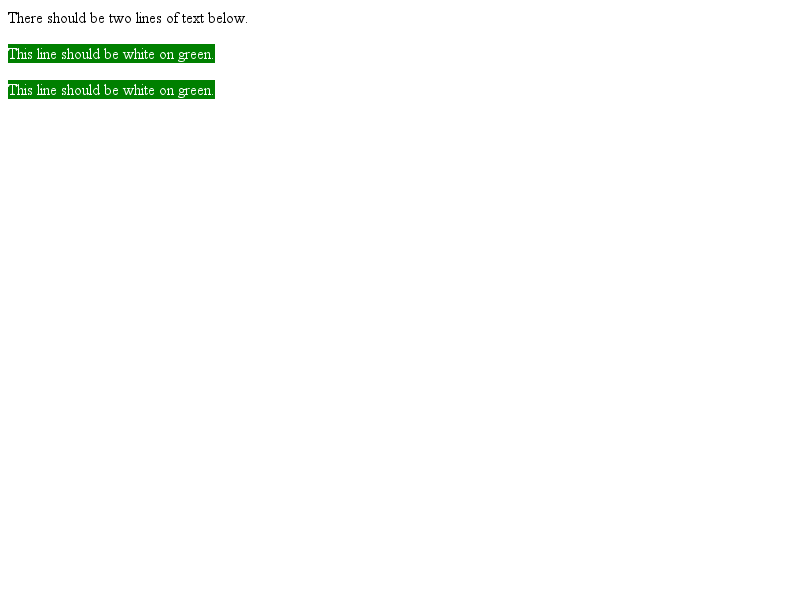 There should be two lines of text below.
This line should be white on green.
This line should be white on green.